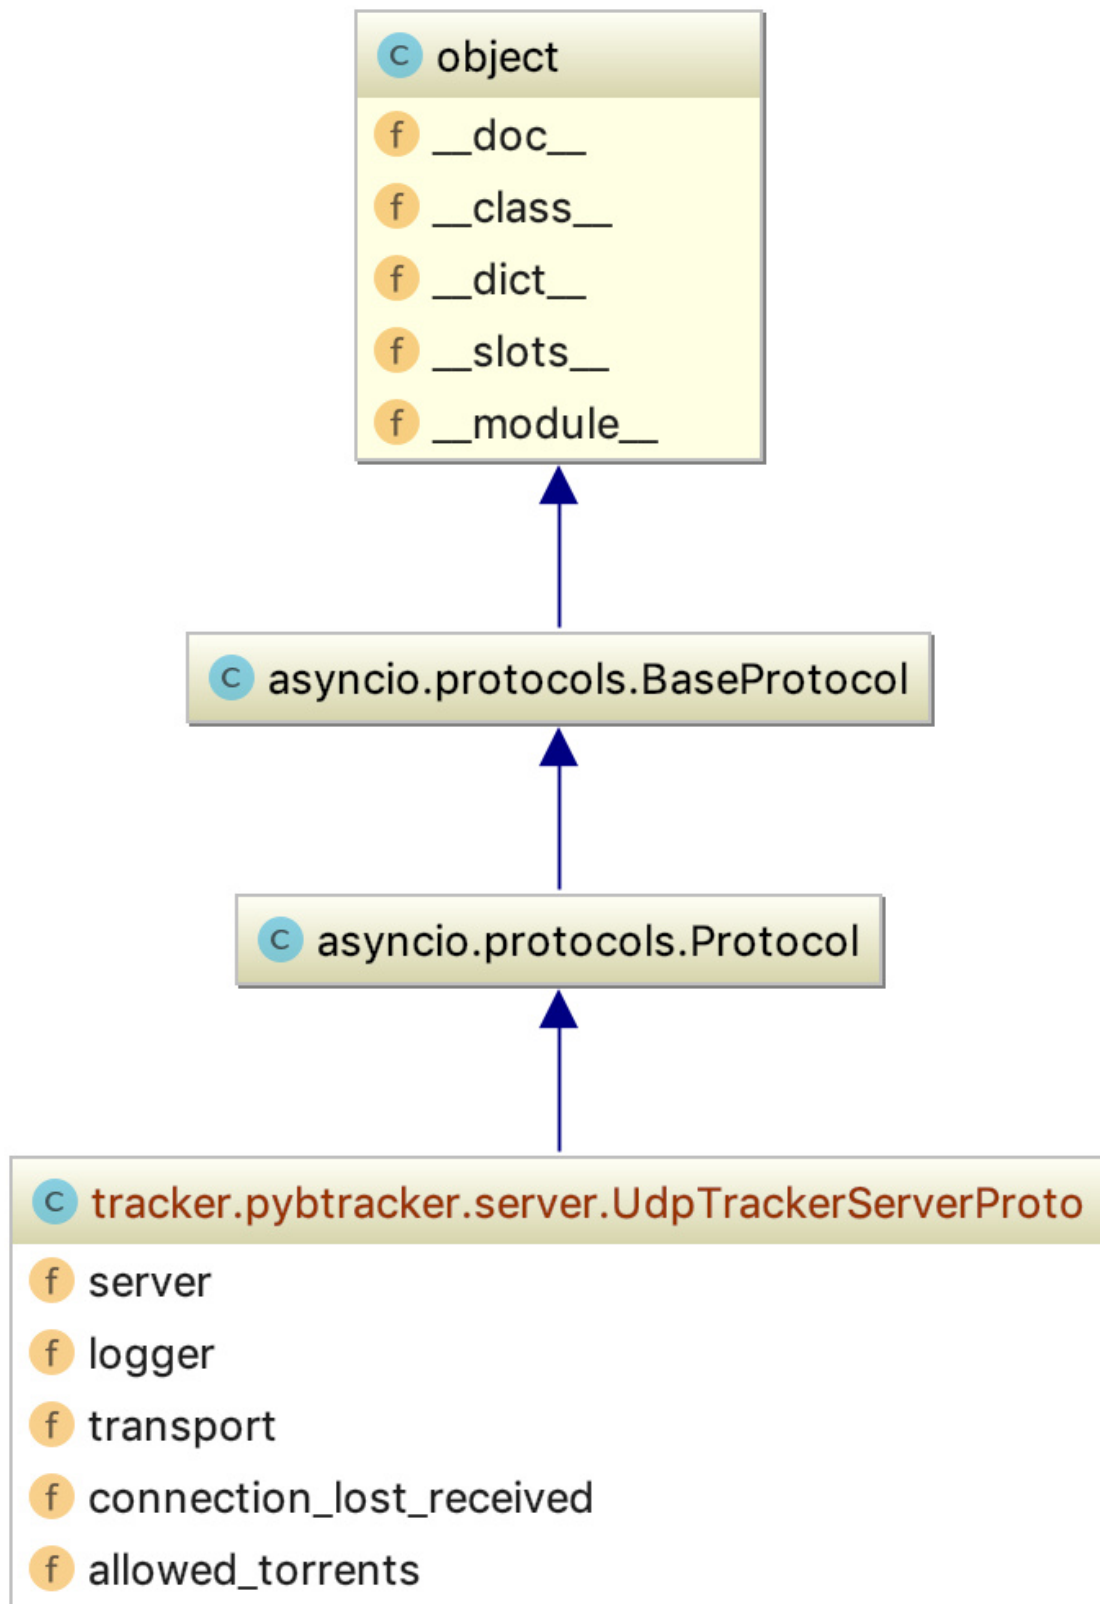 C object
f __doc__
f __class__
f __dict__
f __slots__
f __module__
C asyncio.protocols.BaseProtocol
C asyncio.protocols.Protocol
C tracker.pybtracker.server.UdpTrackerServerProto
f server
f logger
f transport
f connection_lost_received
f allowed_torrents